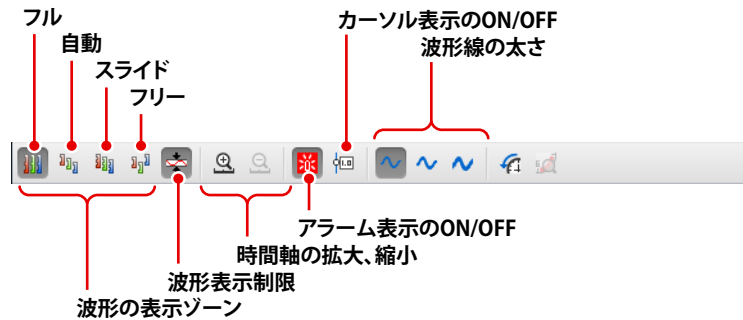 フル
カーソル表示のON/OFF
自動
波形線の太さ
スライド
フリー
1.0
アラーム表示のON/OFF
時間軸の拡大、縮小
波形表示制限
波形の表示ゾーン